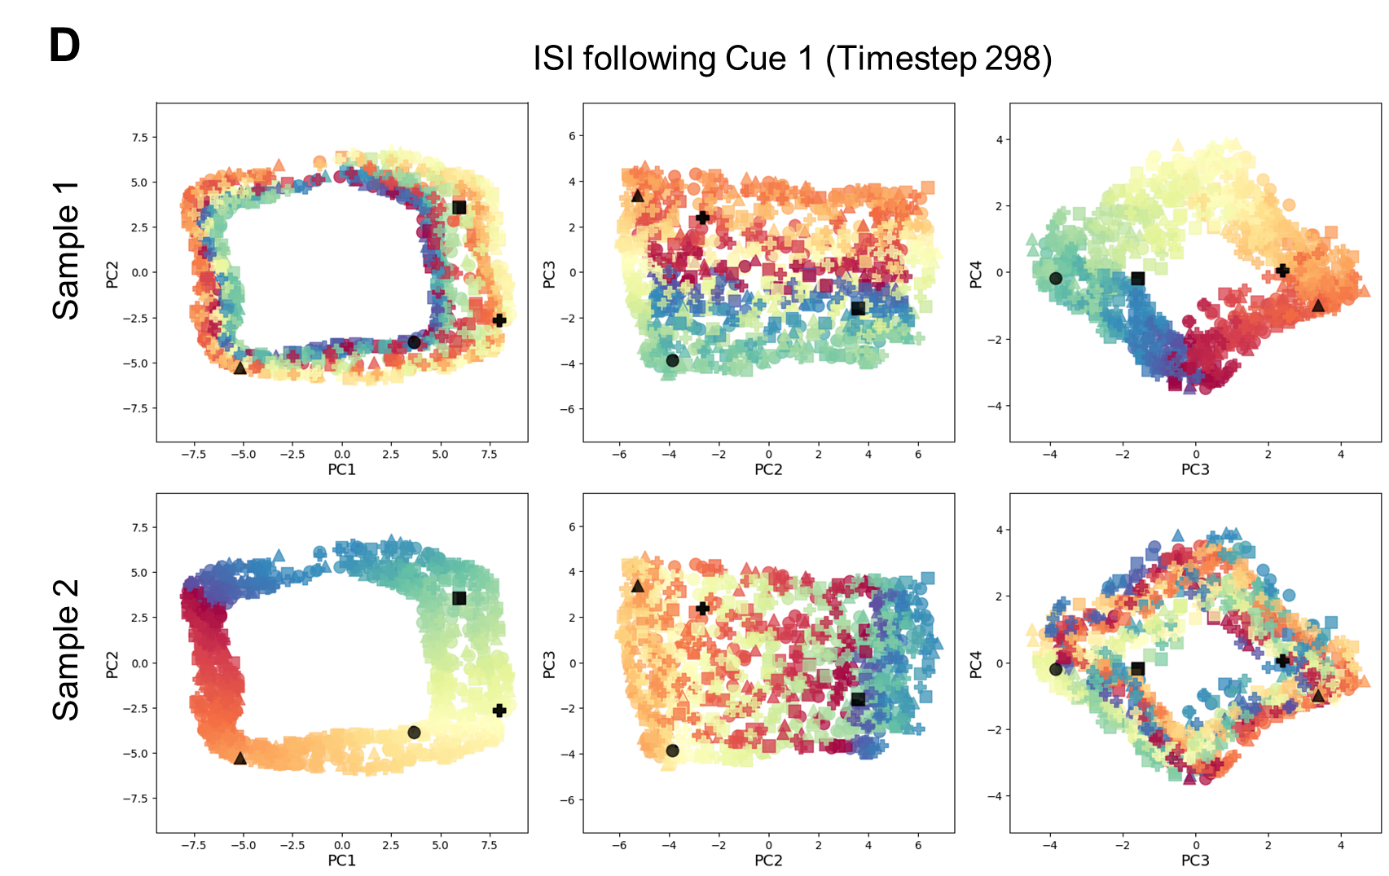 D
ISI following Cue 1 (Timestep 298)
Sample 1
PC2
7.5
5.0
2.5
0.0
−2.5
−5.0
−7.5
−7.5 −5.0 −2.5 0.0 2.5 5.0 7.5
PC1
PC3
6
4
2
0
−2
−4
−6
−6 −4 −2 0 2 4 6
PC2
PC4
4
2
0
−2
−4
−4 −2 0 2 4
PC3
Sample 2
PC2
7.5
5.0
2.5
0.0
−2.5
−5.0
−7.5
−7.5 −5.0 −2.5 0.0 2.5 5.0 7.5
PC1
PC3
6
4
2
0
−2
−4
−6
−6 −4 −2 0 2 4 6
PC2
PC4
4
2
0
−2
−4
−4 −2 0 2 4
PC3